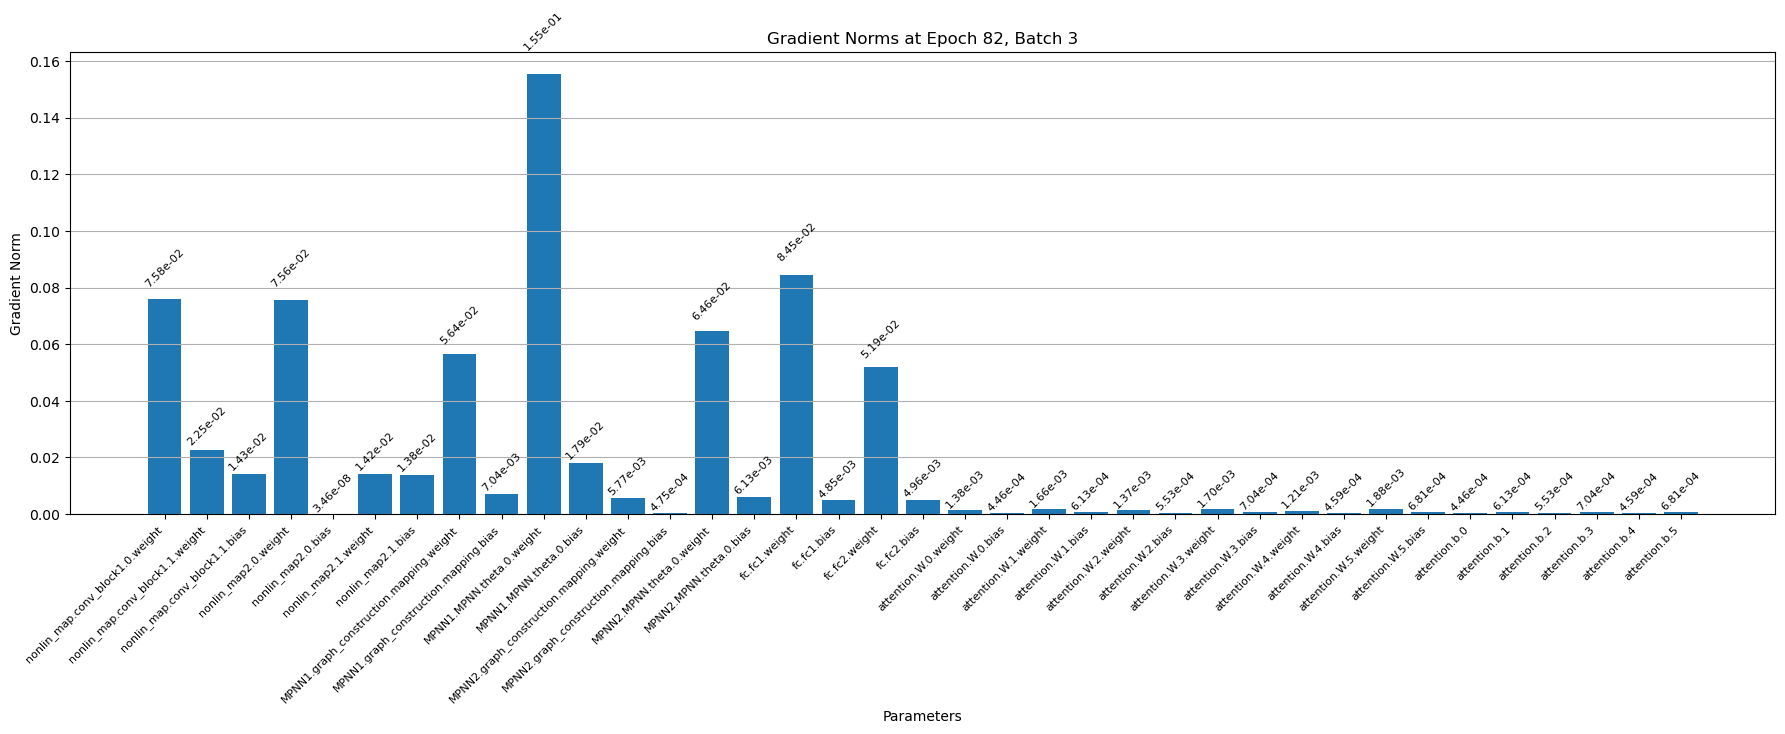 Gradient Norms at Epoch 82, Batch 3
Gradient Norm
0.16
0.14
0.12
0.10
0.08
0.06
0.04
0.02
0.00
7.58e-02
2.25e-02
1.43e-02
7.56e-02
3.46e-08
1.42e-02
1.38e-02
5.64e-02
7.04e-03
1.55e-01
1.79e-02
5.77e-03
4.75e-04
6.46e-02
6.13e-03
8.45e-02
4.85e-03
5.19e-02
4.96e-03
1.38e-03
4.46e-04
1.66e-03
6.13e-04
1.37e-03
5.53e-04
1.70e-03
7.04e-04
1.21e-03
4.59e-04
1.88e-03
6.81e-04
4.46e-04
6.13e-04
5.53e-04
7.04e-04
4.59e-04
6.81e-04
nonlin_map.conv_block1.0.weight
nonlin_map.conv_block1.1.weight
nonlin_map.conv_block1.1.bias
nonlin_map2.0.weight
nonlin_map2.0.bias
nonlin_map2.1.weight
nonlin_map2.1.bias
MPNN1.graph_construction.mapping.weight
MPNN1.graph_construction.mapping.bias
MPNN1.MPNN.theta.0.weight
MPNN1.MPNN.theta.0.bias
MPNN2.graph_construction.mapping.weight
MPNN2.graph_construction.mapping.bias
MPNN2.MPNN.theta.0.weight
MPNN2.MPNN.theta.0.bias
fc.fc1.weight
fc.fc1.bias
fc.fc2.weight
fc.fc2.bias
attention.W.0.weight
attention.W.0.bias
attention.W.1.weight
attention.W.1.bias
attention.W.2.weight
attention.W.2.bias
attention.W.3.weight
attention.W.3.bias
attention.W.4.weight
attention.W.4.bias
attention.W.5.weight
attention.W.5.bias
attention.b.0
attention.b.1
attention.b.2
attention.b.3
attention.b.4
attention.b.5
Parameters